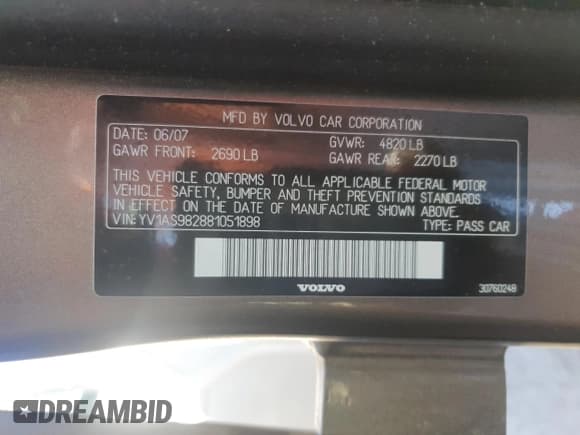 MFD BY VOLVO CAR CORPORATION
DATE: 06/07 GVWR: 4820 LB
GAWR FRONT: 2690 LB GAWR REAR: 2270 LB
THIS VEHICLE CONFORMS TO ALL APPLICABLE FEDERAL MOTOR
VEHICLE SAFETY, BUMPER AND THEFT PREVENTION STANDARDS
IN EFFECT ON THE DATE OF MANUFACTURE SHOWN ABOVE.
VIN: YV1AS982881051898 TYPE: PASS CAR
VOLVO 30760248
DREAMBID